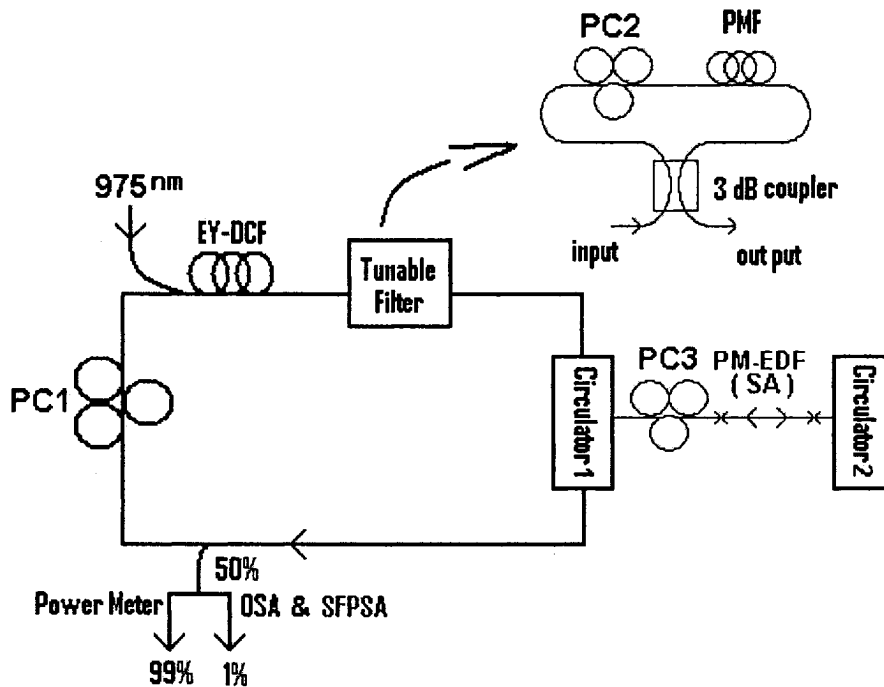 PC2
PMF
3 dB coupler
input
out put
975nm
EY-DCF
Tunable
Filter
PC1
Circulator 1
PC3
PM-EDF
( SA )
Circulator 2
50%
Power Meter
OSA & SFPSA
99%
1%